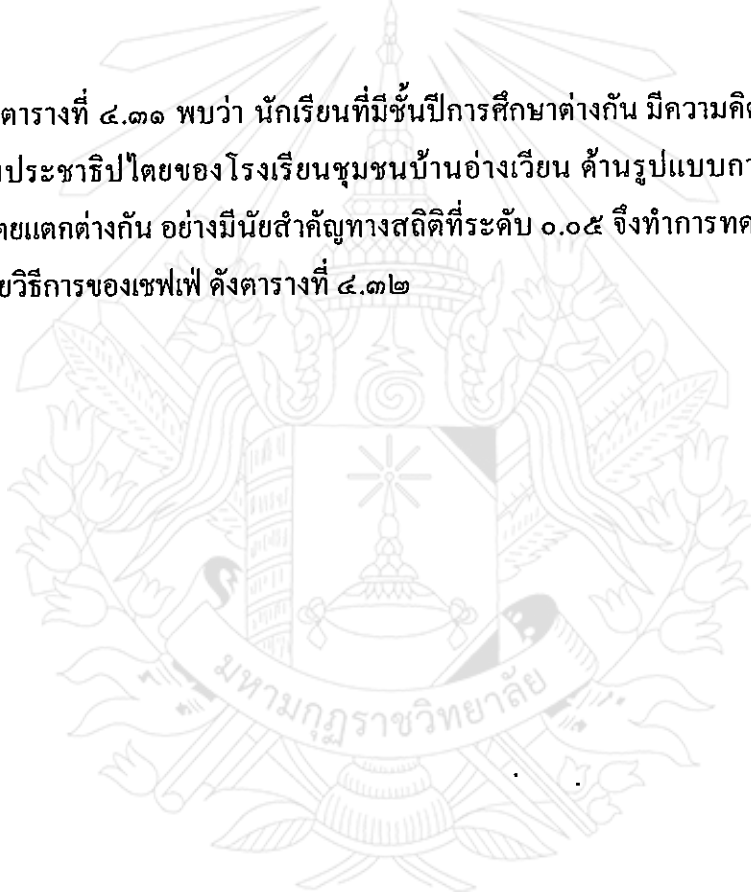 ตารางที่ ๔.๓๑ พบว่า นักเรียนที่มีชั้นปีการศึกษาต่างกัน มีความคิด
ประชาธิปไตยของโรงเรียนชุมชนบ้านอ่างเวียน ด้านรูปแบบกา
แตกต่างกัน อย่างมีนัยสำคัญทางสถิติที่ระดับ ๐.๐๕ จึงทำการทด
วิธีการของเชฟเฟ่ ดังตารางที่ ๔.๓๒
มหามกุฏราชวิทยาลัย